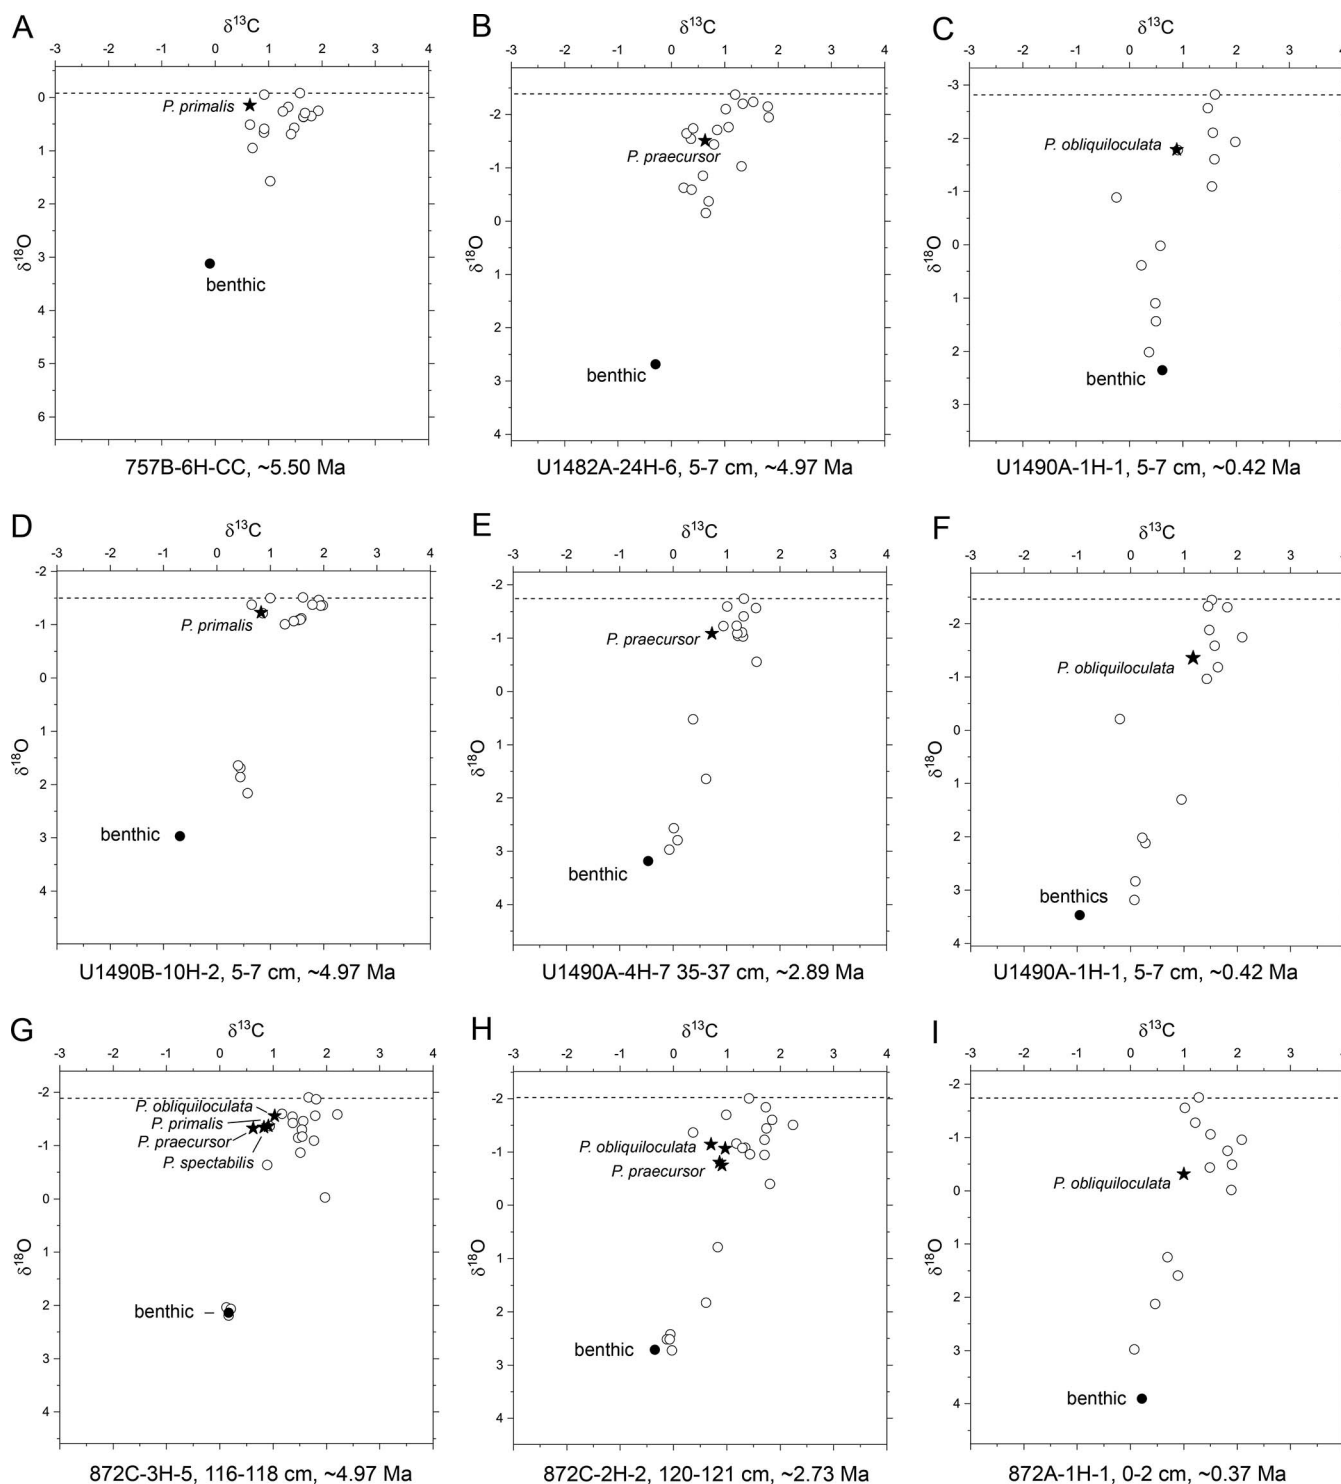 A
δ13C
-1 0 1 2 3 4
0
1
2
3
4
5
6
δ18O
P. primalis
benthic
757B-6H-CC, ~5.50 Ma
B
δ13C
-3 -2 -1 0 1 2 3 4
-2
-1
0
1
2
3
4
δ18O
P. praecursor
benthic
U1482A-24H-6, 5-7 cm, ~4.97 Ma
C
δ13C
-3 -2 -1 0 1 2 3
-3
-2
-1
0
1
2
3
δ18O
P. obliquiloculata
benthic
U1490A-1H-1, 5-7 cm, ~0.42 Ma
D
δ13C
-3 -2 -1 0 1 2 3 4
-2
-1
0
1
2
3
4
δ18O
P. primalis
benthic
U1490B-10H-2, 5-7 cm, ~4.97 Ma
E
δ13C
-3 -2 -1 0 1 2 3 4
-2
-1
0
1
2
3
4
δ18O
P. praecursor
benthic
U1490A-4H-7 35-37 cm, ~2.89 Ma
F
δ13C
-3 -2 -1 0 1 2 3
-2
-1
0
1
2
3
4
δ18O
P. obliquiloculata
benthics
U1490A-1H-1, 5-7 cm, ~0.42 Ma
G
δ13C
-3 -2 -1 0 1 2 3 4
-2
-1
0
1
2
3
4
δ18O
P. obliquiloculata
P. primalis
P. praecursor
P. spectabilis
benthic
872C-3H-5, 116-118 cm, ~4.97 Ma
H
δ13C
-3 -2 -1 0 1 2 3 4
-2
-1
0
1
2
3
4
δ18O
P. obliquiloculata
P. praecursor
benthic
872C-2H-2, 120-121 cm, ~2.73 Ma
I
δ13C
-3 -2 -1 0 1 2 3
-2
-1
0
1
2
3
4
δ18O
P. obliquiloculata
benthic
872A-1H-1, 0-2 cm, ~0.37 Ma